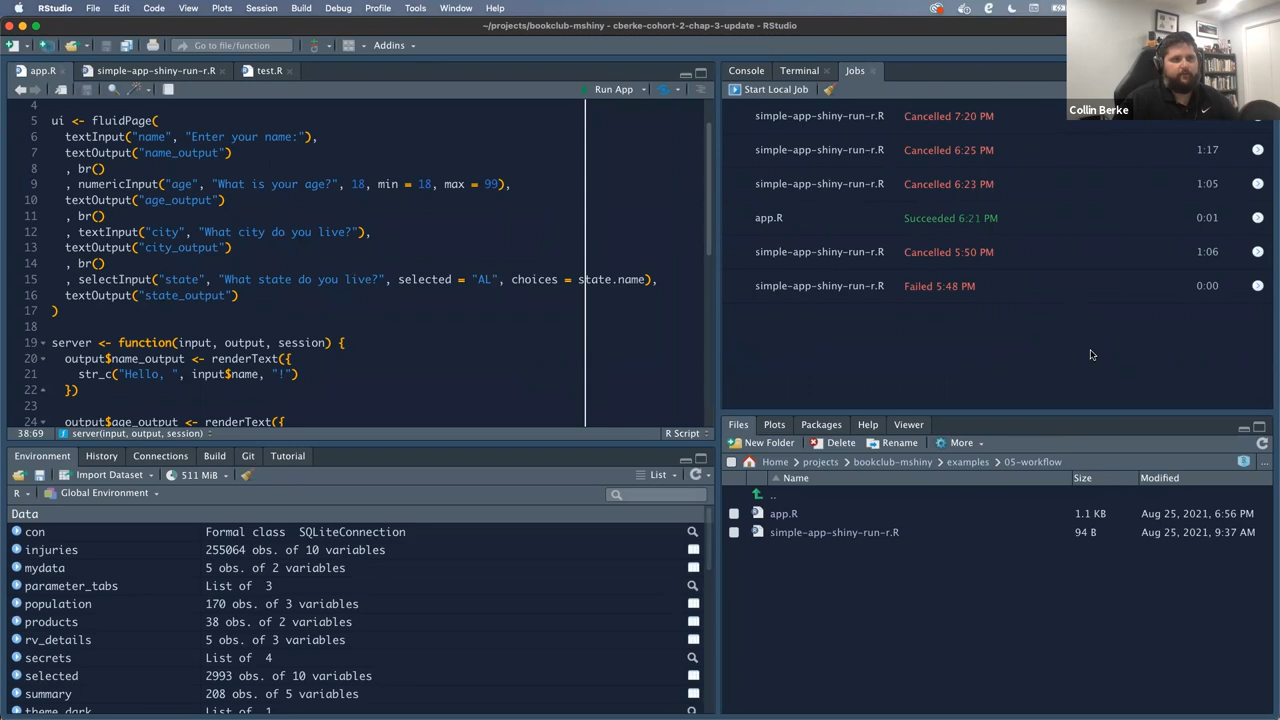 RStudio File Edit Code View Plots Session Build Debug Profile Tools Window Help
~/projects/bookclub-mshiny - cberke-cohort-2-chap-3-update - RStudio
Go to file/function Addins
app.R simple-app-shiny-run-r.R test.R
Run App
4
5 ui <- fluidPage(
6 textInput("name", "Enter your name:"),
7 textOutput("name_output")
8 , br()
9 , numericInput("age", "What is your age?", 18, min = 18, max = 99),
10 textOutput("age_output")
11 , br()
12 , textInput("city", "What city do you live?"),
13 textOutput("city_output")
14 , br()
15 , selectInput("state", "What state do you live?", selected = "AL", choices = state.name),
16 textOutput("state_output")
17 )
18
19 server <- function(input, output, session) {
20 output$name_output <- renderText({
21 str_c("Hello, ", input$name, "!")
22 })
23
24 output$age_output <- renderText({
38:69 server(input, output, session) R Script
Environment History Connections Build Git Tutorial
Import Dataset 511 MiB List
R Global Environment
Data
con Formal class SQLiteConnection
injuries 255064 obs. of 10 variables
mydata 5 obs. of 2 variables
parameter_tabs List of 3
population 170 obs. of 3 variables
products 38 obs. of 2 variables
rv_details 5 obs. of 3 variables
secrets List of 4
selected 2993 obs. of 10 variables
summary 208 obs. of 5 variables
theme_dark List of 1
Console Terminal Jobs
Start Local Job
Collin Berke
simple-app-shiny-run-r.R Cancelled 7:20 PM
simple-app-shiny-run-r.R Cancelled 6:25 PM 1:17
simple-app-shiny-run-r.R Cancelled 6:23 PM 1:05
app.R Succeeded 6:21 PM 0:01
simple-app-shiny-run-r.R Cancelled 5:50 PM 1:06
simple-app-shiny-run-r.R Failed 5:48 PM 0:00
Files Plots Packages Help Viewer
New Folder Delete Rename More
Home projects bookclub-mshiny examples 05-workflow ...
Name Size Modified
..
app.R 1.1 KB Aug 25, 2021, 6:56 PM
simple-app-shiny-run-r.R 94 B Aug 25, 2021, 9:37 AM